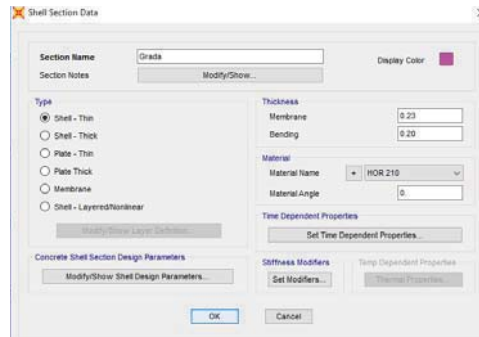 Shell Section Data
Section Name Grada Display Color
Section Notes Modify/Show...
Type
Shell - Thin
Shell - Thick
Plate - Thin
Plate Thick
Membrane
Shell - Layered/Nonlinear
Modify/Show Layer Definition...
Concrete Shell Section Design Parameters
Modify/Show Shell Design Parameters...
Thickness
Membrane 0.23
Bending 0.20
Material
Material Name + HOR 210
Material Angle 0.
Time Dependent Properties
Set Time Dependent Properties...
Stiffness Modifiers
Set Modifiers...
Temp Dependent Properties
Thermal Properties...
OK Cancel